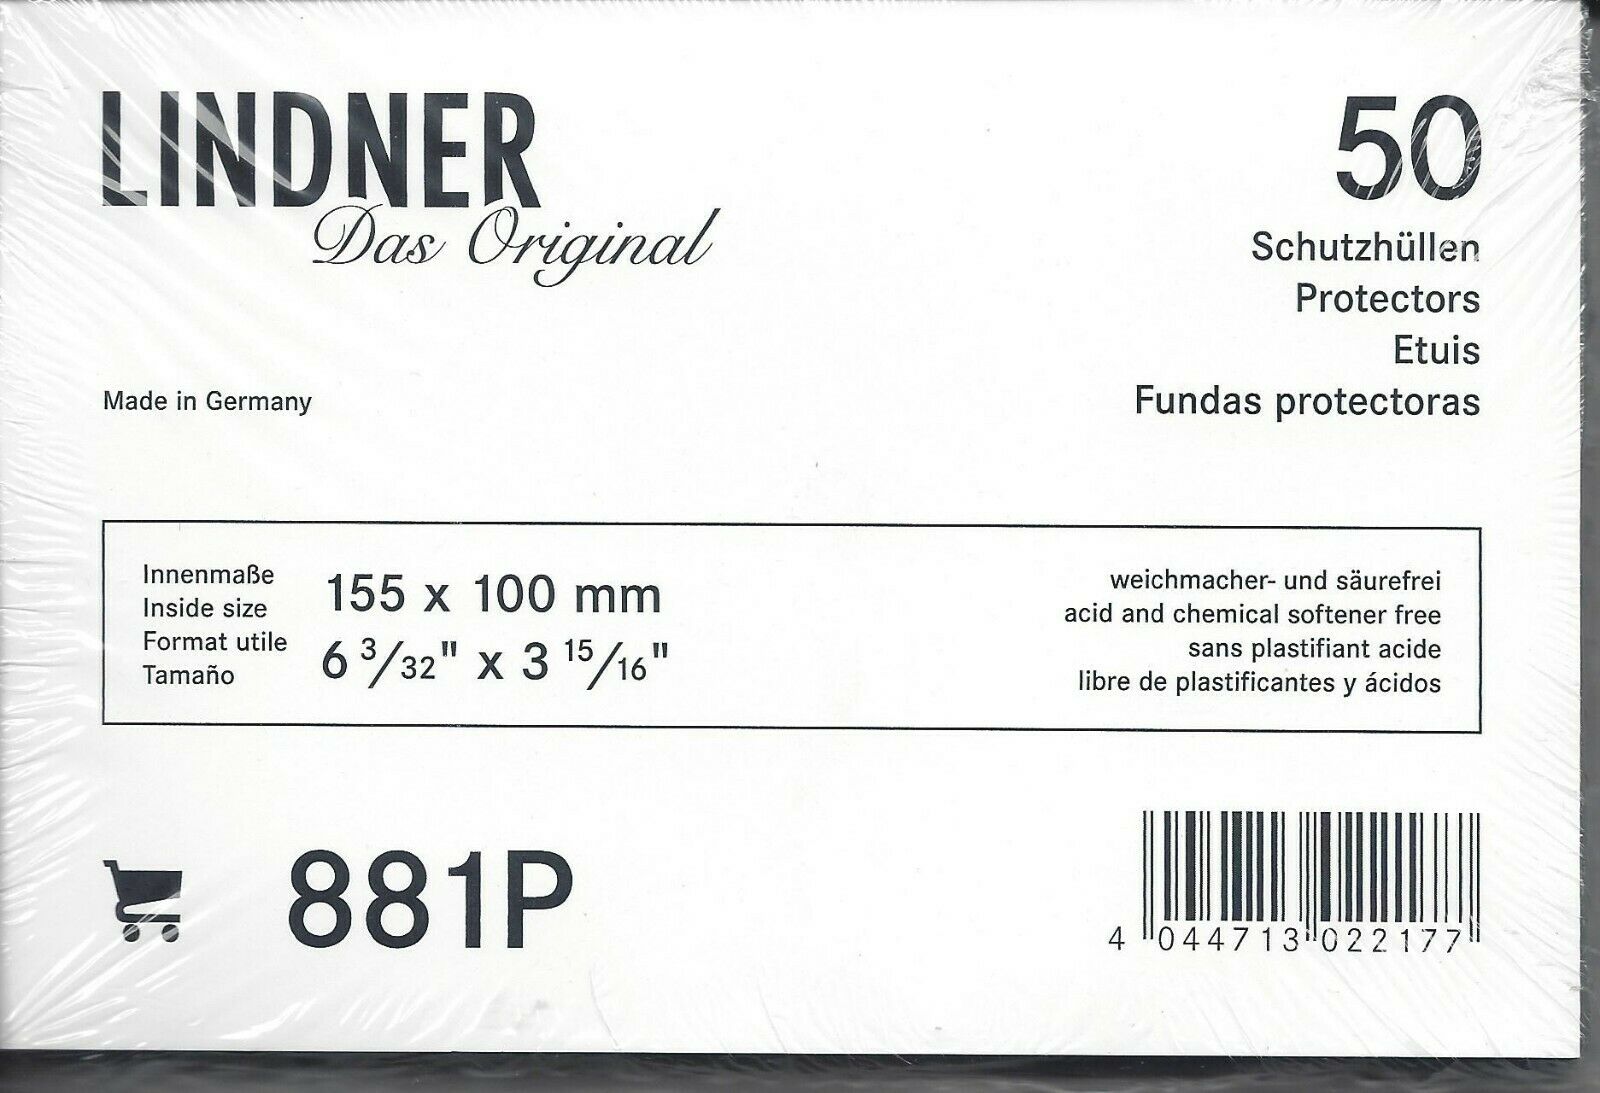 LINDNER
Das Original
50
Schutzhüllen
Protectors
Etuis
Fundas protectoras
Made in Germany
Innenmaße
Inside size
Format utile
Tamaño
155 x 100 mm
6 3/32" x 3 15/16"
weichmacher- und säurefrei
acid and chemical softener free
sans plastifiant acide
libre de plastificantes y ácidos
881P
4 044713 022177